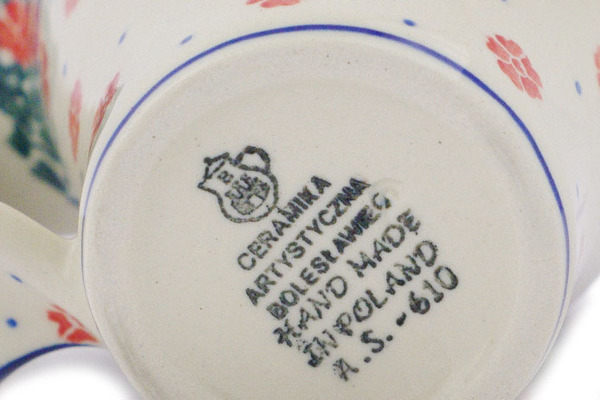 CERAMIKA
ARTYSTYCZNA
BOLESŁAWIEC
HAND MADE
IN POLAND
A.S.-610